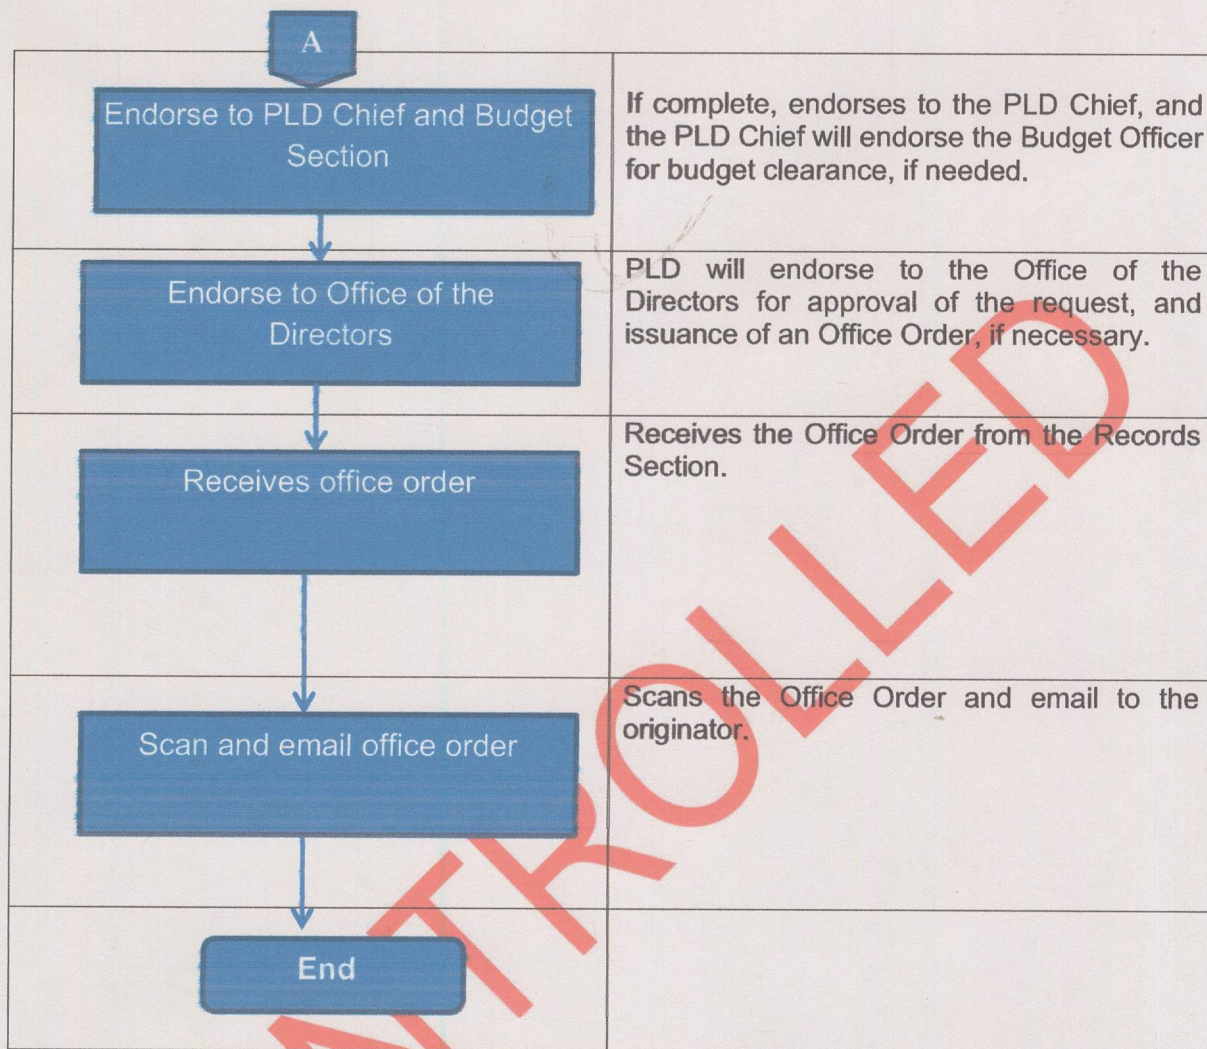 A
Endorse to PLD Chief and Budget
Section
If complete, endorses to the PLD Chief, and
the PLD Chief will endorse the Budget Officer
for budget clearance, if needed.
Endorse to Office of the
Directors
PLD will endorse to the Office of the
Directors for approval of the request, and
issuance of an Office Order, if necessary.
Receives office order
Receives the Office Order from the Records
Section.
Scan and email office order
Scans the Office Order and email to the
originator.
End
NTROLLED